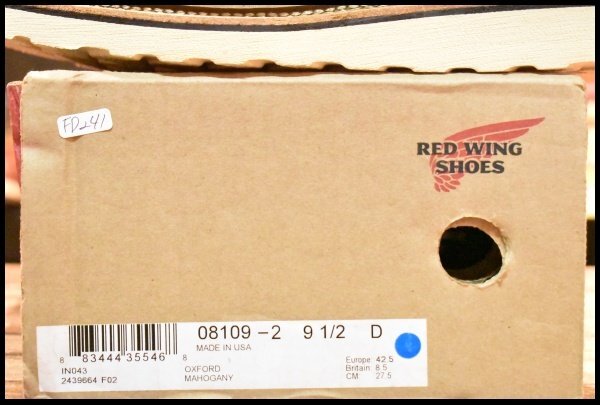 FD241
RED WING
SHOES
08109 -2 9 1/2 D
MADE IN USA
8 83444 35546 8
IN043
2439664 F02
OXFORD
MAHOGANY
Europe: 42.5
Britain: 8.5
CM: 27.5